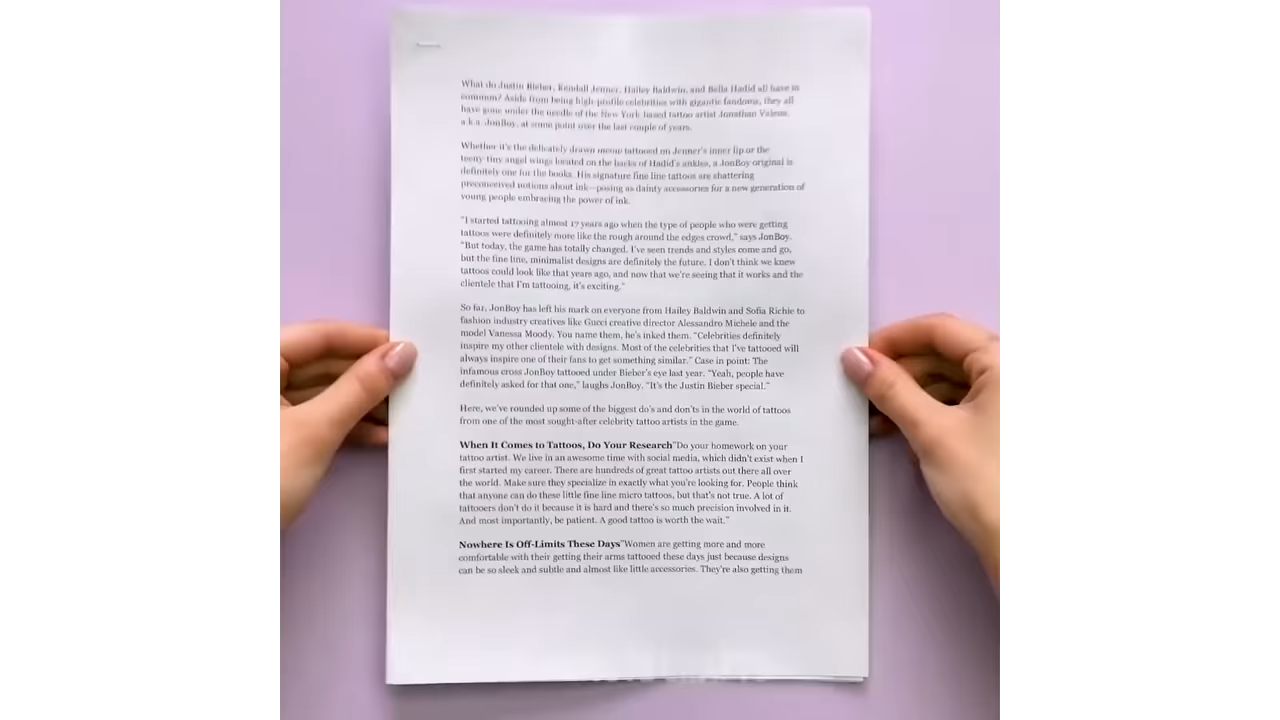 What do Justin Bieber, Kendall Jenner, Hailey Baldwin, and Bella Hadid all have in
common? Aside from being high-profile celebrities with gigantic fandoms, they all
have gone under the needle of the New York based tattoo artist Jonathan Valena,
a.k.a. JonBoy, at some point over the last couple of years.
Whether it's the delicately drawn meow tattooed on Jenner's inner lip or the
teeny-tiny angel wings located on the backs of Hadid's ankles, a JonBoy original is
definitely one for the books. His signature fine line tattoos are shattering
preconceived notions about ink—posing as dainty accessories for a new generation of
young people embracing the power of ink.
"I started tattooing almost 17 years ago when the type of people who were getting
tattoos were definitely more like the rough around the edges crowd," says JonBoy.
"But today, the game has totally changed. I've seen trends and styles come and go,
but the fine line, minimalist designs are definitely the future. I don't think we knew
tattoos could look like that years ago, and now that we're seeing that it works and the
clientele that I'm tattooing, it's exciting."
So far, JonBoy has left his mark on everyone from Hailey Baldwin and Sofia Richie to
fashion industry creatives like Gucci creative director Alessandro Michele and the
model Vanessa Moody. You name them, he's inked them. "Celebrities definitely
inspire my other clientele with designs. Most of the celebrities that I've tattooed will
always inspire one of their fans to get something similar." Case in point: The
infamous cross JonBoy tattooed under Bieber's eye last year. "Yeah, people have
definitely asked for that one," laughs JonBoy. "It's the Justin Bieber special."
Here, we've rounded up some of the biggest do's and don'ts in the world of tattoos
from one of the most sought-after celebrity tattoo artists in the game.
When It Comes to Tattoos, Do Your Research"Do your homework on your
tattoo artist. We live in an awesome time with social media, which didn't exist when I
first started my career. There are hundreds of great tattoo artists out there all over
the world. Make sure they specialize in exactly what you're looking for. People think
that anyone can do these little fine line micro tattoos, but that's not true. A lot of
tattooers don't do it because it is hard and there's so much precision involved in it.
And most importantly, be patient. A good tattoo is worth the wait."
Nowhere Is Off-Limits These Days"Women are getting more and more
comfortable with their getting their arms tattooed these days just because designs
can be so sleek and subtle and almost like little accessories. They're also getting them